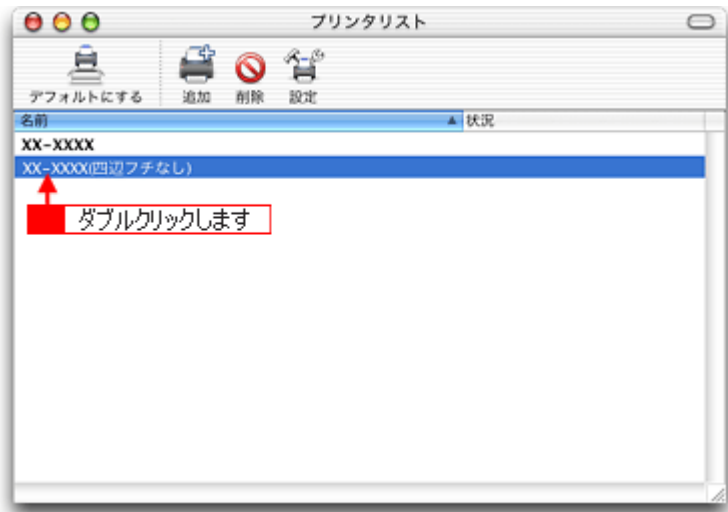 プリンタリスト
デフォルトにする 追加 削除 設定
名前 状況
XX-XXXX
XX-XXXX(四辺フチなし)
ダブルクリックします